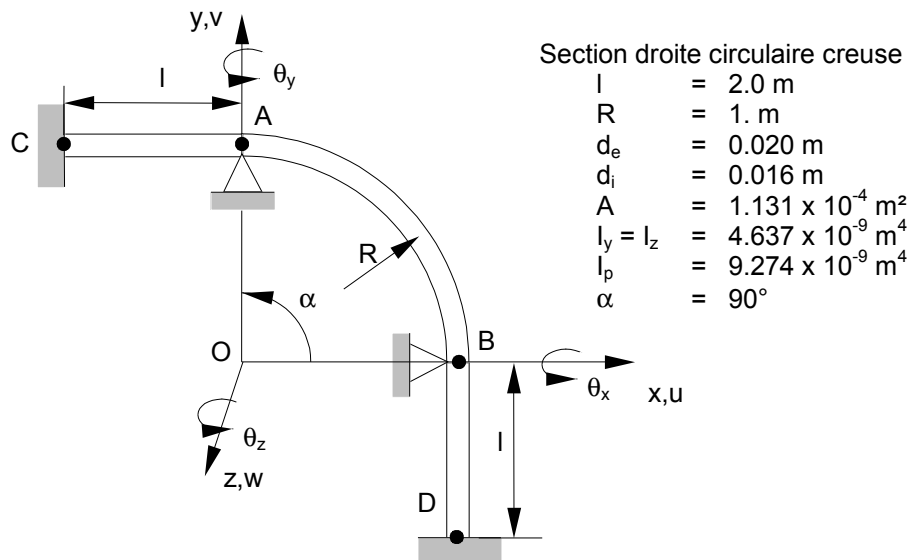 y,v
θy
l
A
C
R
α
O
B
θx
x,u
θz
z,w
l
D
Section droite circulaire creuse
l = 2.0 m
R = 1. m
de = 0.020 m
di = 0.016 m
A = 1.131 x 10-4 m²
Iy = Iz = 4.637 x 10-9 m4
Ip = 9.274 x 10-9 m4
α = 90°